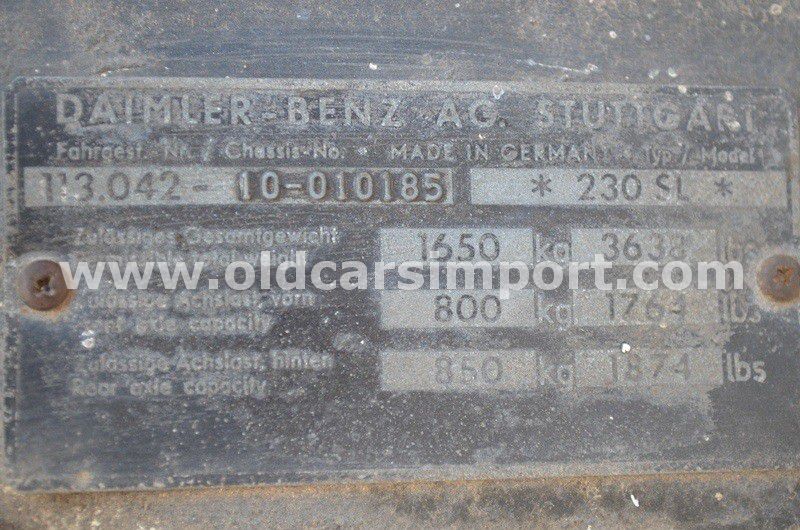 DAIMLER-BENZ AG. STUTTGART
Fahrgest.-Nr. / Chassis-No. * MADE IN GERMANY * Typ / Model
113.042- 10-010185 * 230 SL *
Zulässiges Gesamtgewicht 1650 kg 3638 lbs
www.oldcarsimport.com
Zulässige Achslast, vorn 800 kg 1764 lbs
axle capacity
Zulässige Achslast, hinten 850 kg 1874 lbs
Rear axle capacity